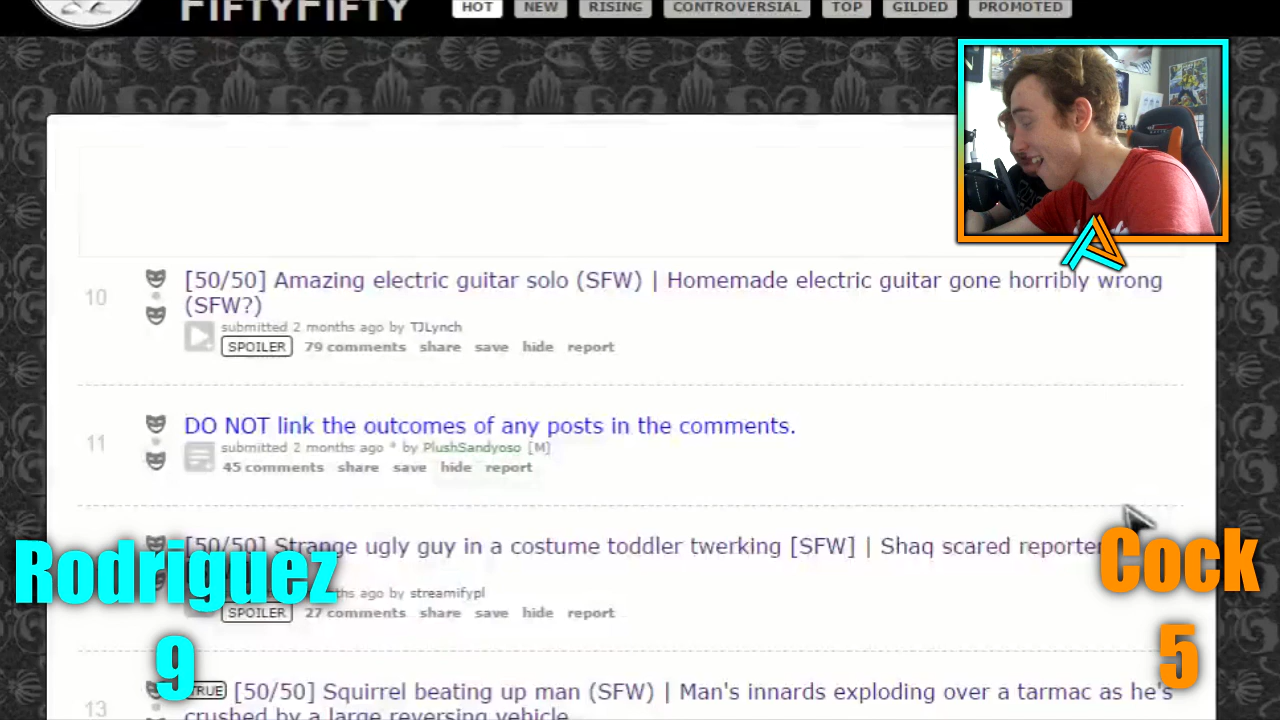 FIFTYFIFTY
HOT NEW RISING CONTROVERSIAL TOP GILDED PROMOTED
10
[50/50] Amazing electric guitar solo (SFW) | Homemade electric guitar gone horribly wrong
(SFW?)
submitted 2 months ago by TJLynch
SPOILER 79 comments share save hide report
11
DO NOT link the outcomes of any posts in the comments.
submitted 2 months ago * by PlushSandyoso [M]
45 comments share save hide report
[50/50] Strange ugly guy in a costume toddler twerking [SFW] | Shaq scared reporter
ths ago by streamifypl
SPOILER 27 comments share save hide report
Rodriguez
9
Cock
5
13
TRUE [50/50] Squirrel beating up man (SFW) | Man's innards exploding over a tarmac as he's
crushed by a large reversing vehicle